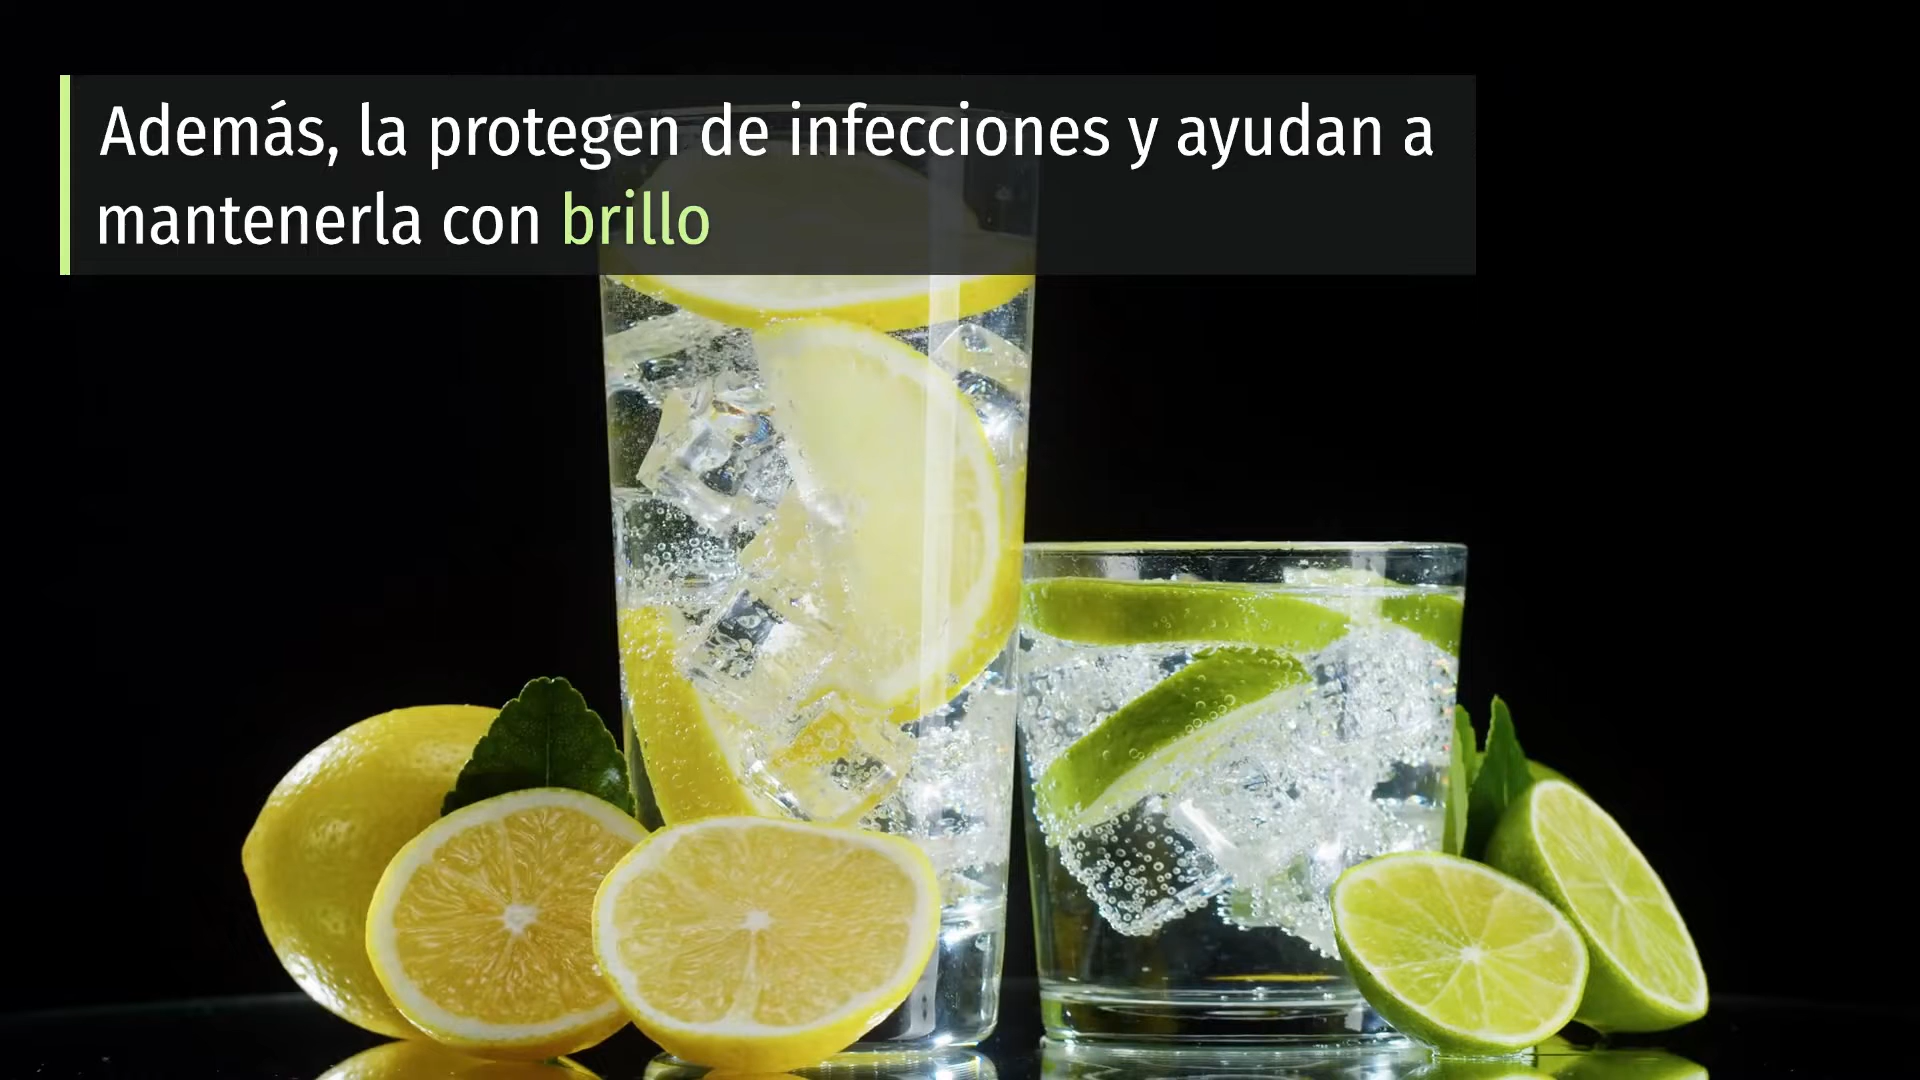 Además, la protegen de infecciones y ayudan a
mantenerla con brillo